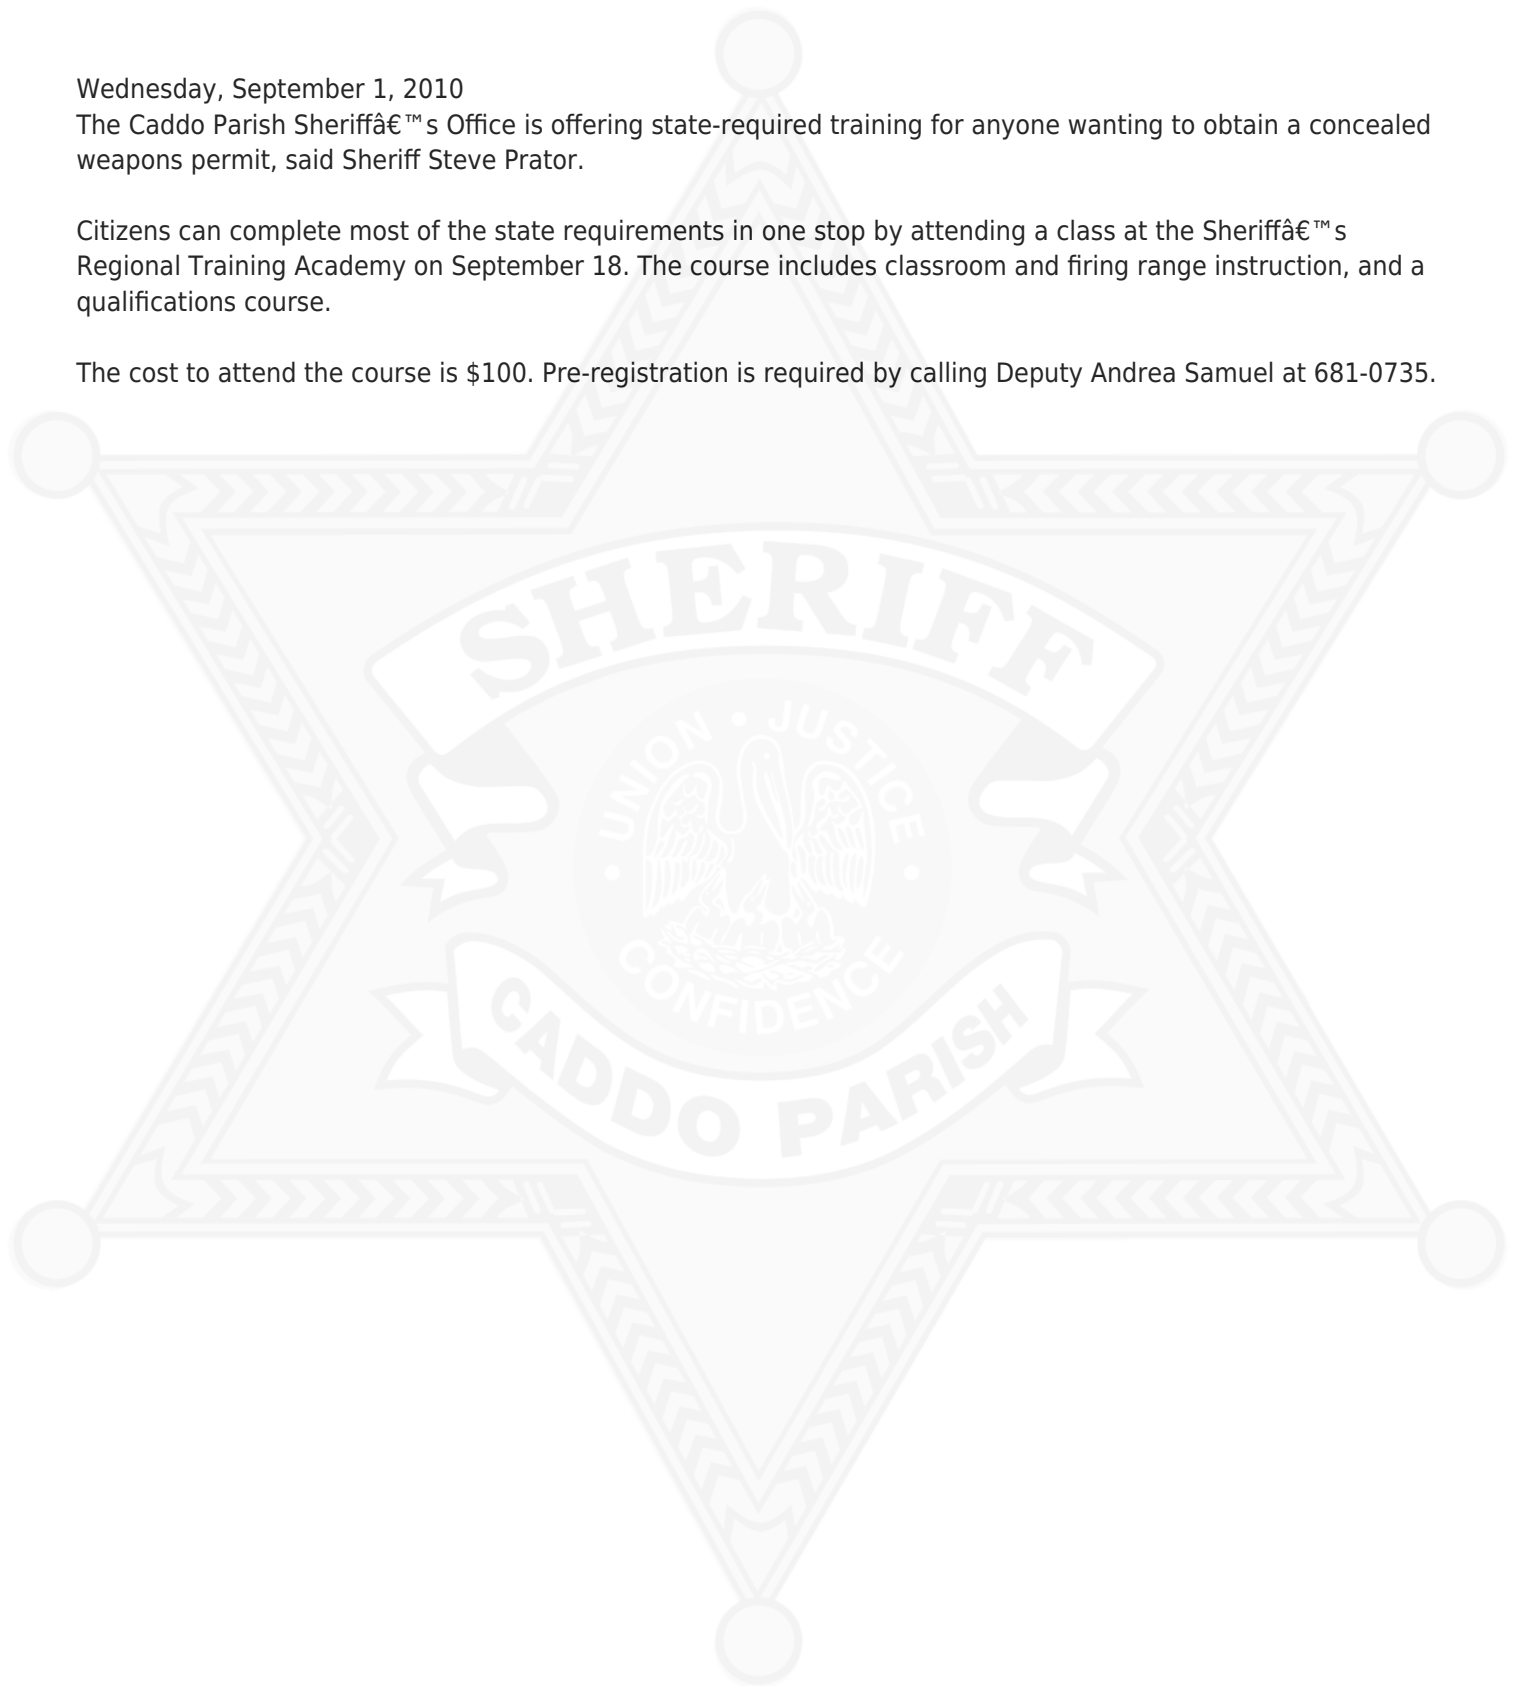 Wednesday, September 1, 2010
The Caddo Parish Sheriffâ€™s Office is offering state-required training for anyone wanting to obtain a concealed
weapons permit, said Sheriff Steve Prator.
Citizens can complete most of the state requirements in one stop by attending a class at the Sheriffâ€™s
Regional Training Academy on September 18. The course includes classroom and firing range instruction, and a
qualifications course.
The cost to attend the course is $100. Pre-registration is required by calling Deputy Andrea Samuel at 681-0735.
SHERIFF
UNION • JUSTICE
• CONFIDENCE •
CADDO PARISH